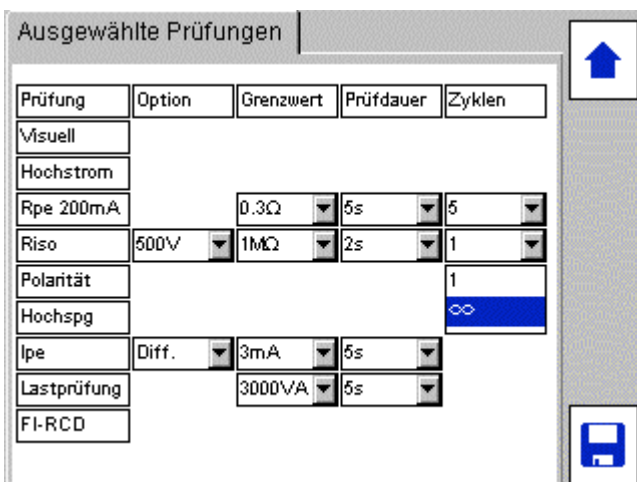 Ausgewählte Prüfungen
Prüfung Option Grenzwert Prüfdauer Zyklen
Visuell
Hochstrom
Rpe 200mA 0.3Ω 5s 5
Riso 500V 1MΩ 2s 1
Polarität 1
Hochspg ∞
Ipe Diff. 3mA 5s
Lastprüfung 3000VA 5s
FI-RCD